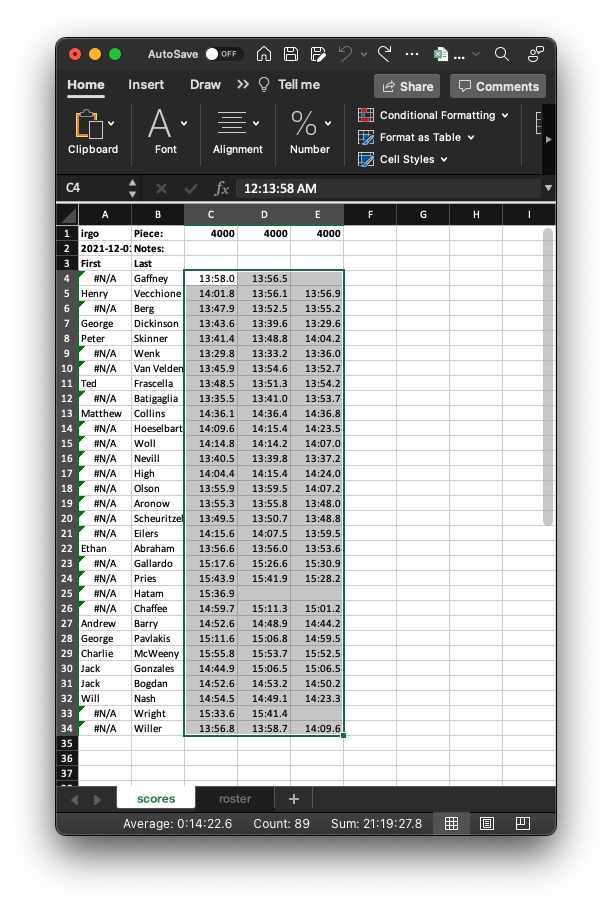 AutoSave OFF ...
Home Insert Draw Tell me Share Comments
Clipboard Font Alignment Number Conditional Formatting
Format as Table
Cell Styles
C4 fx 12:13:58 AM
A B C D E F G H I
1 irgo Piece: 4000 4000 4000
2 2021-12-01 Notes:
3 First Last
4 #N/A Gaffney 13:58.0 13:56.5
5 Henry Vecchione 14:01.8 13:56.1 13:56.9
6 #N/A Berg 13:47.9 13:52.5 13:55.2
7 George Dickinson 13:43.6 13:39.6 13:29.6
8 Peter Skinner 13:41.4 13:48.8 14:04.2
9 #N/A Wenk 13:29.8 13:33.2 13:36.0
10 #N/A Van Velden 13:45.9 13:54.6 13:52.7
11 Ted Frascella 13:48.5 13:51.3 13:54.2
12 #N/A Batigaglia 13:35.5 13:41.0 13:53.7
13 Matthew Collins 14:36.1 14:36.4 14:36.8
14 #N/A Hoeselbart 14:09.6 14:15.4 14:23.5
15 #N/A Woll 14:14.8 14:14.2 14:07.0
16 #N/A Nevill 13:40.5 13:39.8 13:37.2
17 #N/A High 14:04.4 14:15.4 14:24.0
18 #N/A Olson 13:55.9 13:59.5 14:07.2
19 #N/A Aronow 13:55.3 13:55.8 13:48.0
20 #N/A Scheuritzel 13:49.5 13:50.7 13:48.8
21 #N/A Eilers 14:15.6 14:07.5 13:59.5
22 Ethan Abraham 13:56.6 13:56.0 13:53.6
23 #N/A Gallardo 15:17.6 15:26.6 15:30.9
24 #N/A Pries 15:43.9 15:41.9 15:28.2
25 #N/A Hatam 15:36.9
26 #N/A Chaffee 14:59.7 15:11.3 15:01.2
27 Andrew Barry 14:52.6 14:48.9 14:44.2
28 George Pavlakis 15:11.6 15:06.8 14:59.5
29 Charlie McWeeny 15:55.8 15:53.7 15:52.5
30 Jack Gonzales 14:44.9 15:06.5 15:06.5
31 Jack Bogdan 14:52.6 14:53.2 14:50.2
32 Will Nash 14:54.5 14:49.1 14:23.3
33 #N/A Wright 15:33.6 15:41.4
34 #N/A Willer 13:56.8 13:58.7 14:09.6
35
36
37
scores roster +
Average: 0:14:22.6 Count: 89 Sum: 21:19:27.8